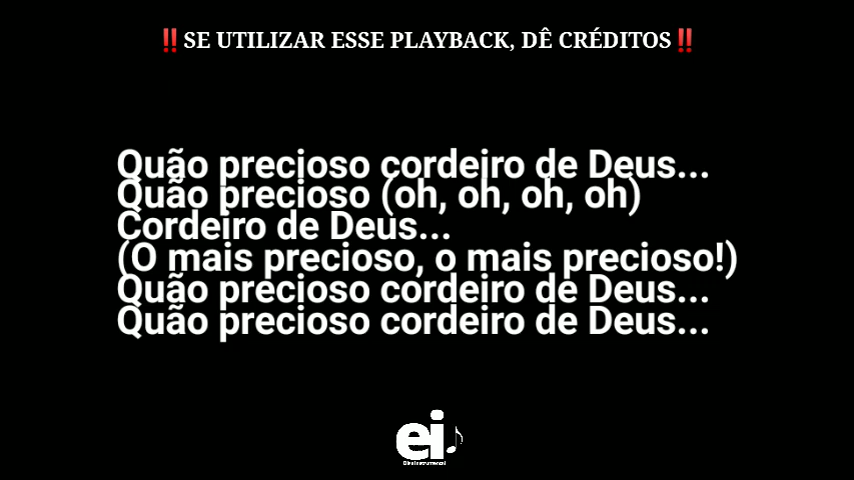 ‼️SE UTILIZAR ESSE PLAYBACK, DÊ CRÉDITOS‼️
Quão precioso cordeiro de Deus...
Quão precioso (oh, oh, oh, oh)
Cordeiro de Deus...
(O mais precioso, o mais precioso!)
Quão precioso cordeiro de Deus...
Quão precioso cordeiro de Deus...
ei